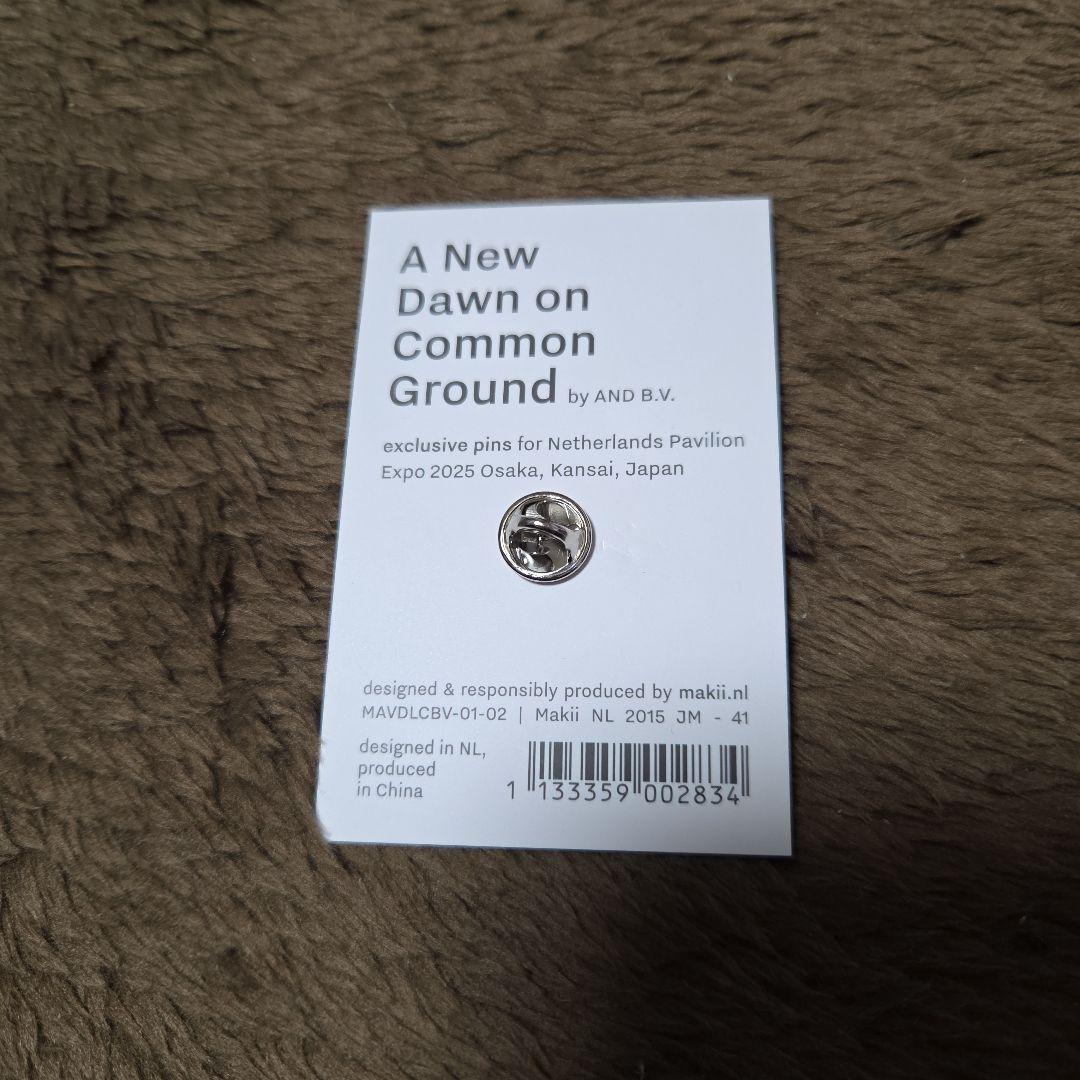 A New
Dawn on
Common
Ground by AND B.V.
exclusive pins for Netherlands Pavilion
Expo 2025 Osaka, Kansai, Japan
designed & responsibly produced by makii.nl
MAVDLCBV-01-02 | Makii NL 2015 JM - 41
designed in NL,
produced
in China
1 133359 002834